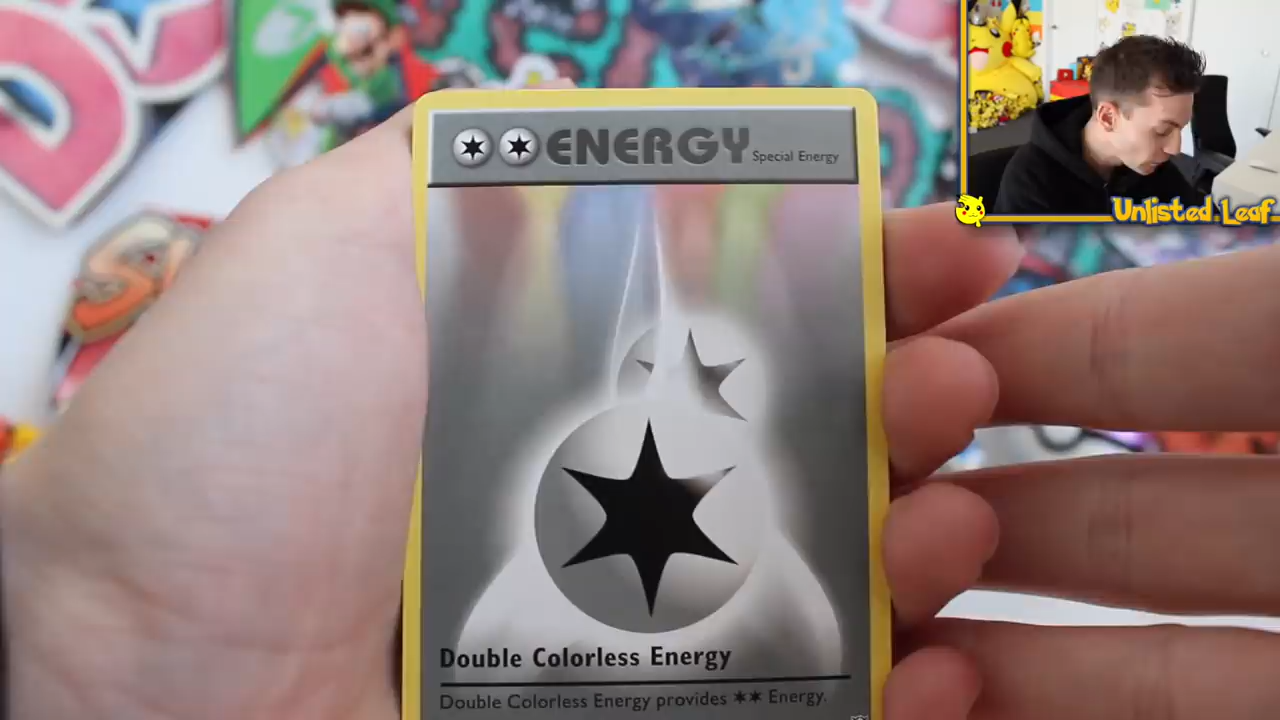 ENERGY
Special Energy
Unlisted Leaf
Double Colorless Energy
Double Colorless Energy provides ✶✶ Energy.